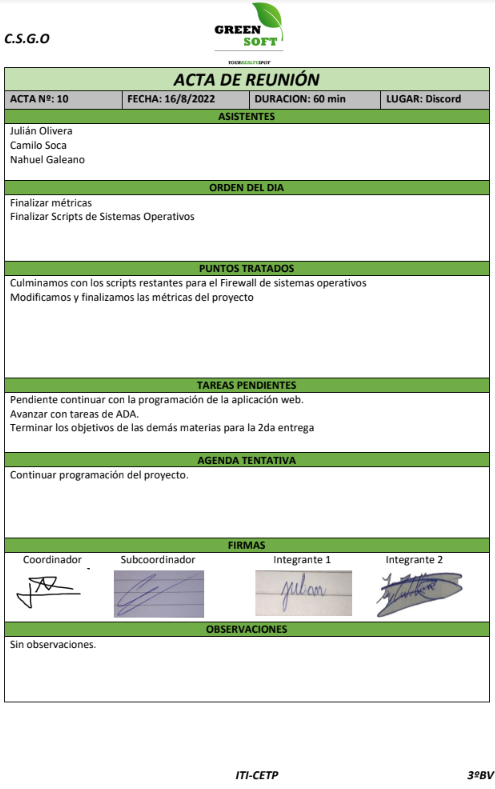 C.S.G.O
GREEN
SOFT
ACTA DE REUNIÓN
ACTA Nº: 10 FECHA: 16/8/2022 DURACION: 60 min LUGAR: Discord
ASISTENTES
Julián Olivera
Camilo Soca
Nahuel Galeano
ORDEN DEL DIA
Finalizar métricas
Finalizar Scripts de Sistemas Operativos
PUNTOS TRATADOS
Culminamos con los scripts restantes para el Firewall de sistemas operativos
Modificamos y finalizamos las métricas del proyecto
TAREAS PENDIENTES
Pendiente continuar con la programación de la aplicación web.
Avanzar con tareas de ADA.
Terminar los objetivos de las demás materias para la 2da entrega
AGENDA TENTATIVA
Continuar programación del proyecto.
FIRMAS
Coordinador Subcoordinador Integrante 1 Integrante 2
julian
OBSERVACIONES
Sin observaciones.
ITI-CETP 3ºBV